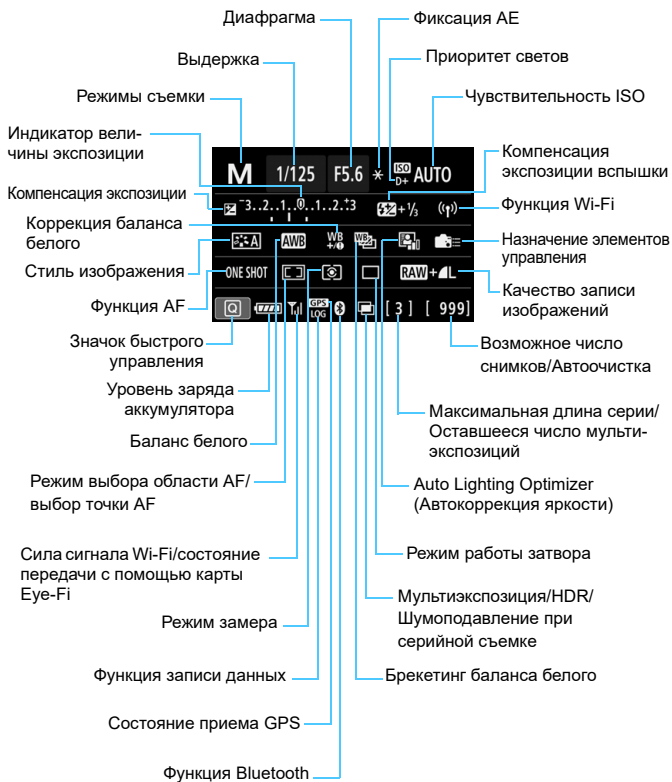 Диафрагма
Фиксация AE
Выдержка
Приоритет светов
Режимы съемки
Чувствительность ISO
Индикатор вели-
чины экспозиции
Компенсация
экспозиции вспышки
M 1/125 F5.6 * ISO D+ AUTO
Компенсация экспозиции
-3..2..1..0..1..2.+3
+1/3
Функция Wi-Fi
Коррекция баланса
белого
A AWB WB +/- WB
Назначение элементов
управления
Стиль изображения
ONE SHOT
RAW+ L
Качество записи
изображений
Функция AF
Q GPS LOG [ 3 ] [ 999]
Значок быстрого
управления
Возможное число
снимков/Автоочистка
Уровень заряда
аккумулятора
Максимальная длина серии/
Оставшееся число мульти-
экспозиций
Баланс белого
Режим выбора области AF/
выбор точки AF
Auto Lighting Optimizer
(Автокоррекция яркости)
Сила сигнала Wi-Fi/состояние
передачи с помощью карты
Eye-Fi
Режим работы затвора
Режим замера
Мультиэкспозиция/HDR/
Шумоподавление при
серийной съемке
Функция записи данных
Брекетинг баланса белого
Состояние приема GPS
Функция Bluetooth